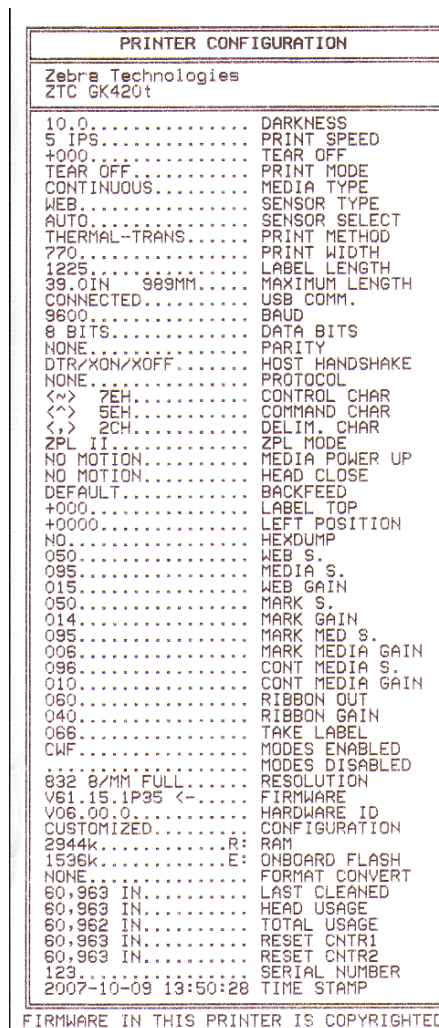 PRINTER CONFIGURATION
Zebra Technologies
ZTC GK420t
10.0............... DARKNESS
5 IPS.............. PRINT SPEED
+000............... TEAR OFF
TEAR OFF........... PRINT MODE
CONTINUOUS......... MEDIA TYPE
WEB................ SENSOR TYPE
AUTO............... SENSOR SELECT
THERMAL-TRANS...... PRINT METHOD
770................ PRINT WIDTH
1225............... LABEL LENGTH
39.0IN   989MM..... MAXIMUM LENGTH
CONNECTED.......... USB COMM.
9600............... BAUD
8 BITS............. DATA BITS
NONE............... PARITY
DTR/XON/XOFF....... HOST HANDSHAKE
NONE............... PROTOCOL
<~>  7EH........... CONTROL CHAR
<^>  5EH........... COMMAND CHAR
<,>  2CH........... DELIM. CHAR
ZPL II............. ZPL MODE
NO MOTION.......... MEDIA POWER UP
NO MOTION.......... HEAD CLOSE
DEFAULT............ BACKFEED
+000............... LABEL TOP
+0000.............. LEFT POSITION
NO................. HEXDUMP
050................ WEB S.
095................ MEDIA S.
015................ WEB GAIN
050................ MARK S.
014................ MARK GAIN
095................ MARK MED S.
006................ MARK MEDIA GAIN
096................ CONT MEDIA S.
010................ CONT MEDIA GAIN
060................ RIBBON OUT
040................ RIBBON GAIN
066................ TAKE LABEL
CWF................ MODES ENABLED
................... MODES DISABLED
832 8/MM FULL...... RESOLUTION
V61.15.1P35 <-..... FIRMWARE
V06.00.0........... HARDWARE ID
CUSTOMIZED......... CONFIGURATION
2944k............R: RAM
1536k............E: ONBOARD FLASH
NONE............... FORMAT CONVERT
60,963 IN.......... LAST CLEANED
60,963 IN.......... HEAD USAGE
60,962 IN.......... TOTAL USAGE
60,963 IN.......... RESET CNTR1
60,963 IN.......... RESET CNTR2
123................ SERIAL NUMBER
2007-10-09 13:50:28 TIME STAMP
FIRMWARE IN THIS PRINTER IS COPYRIGHTED